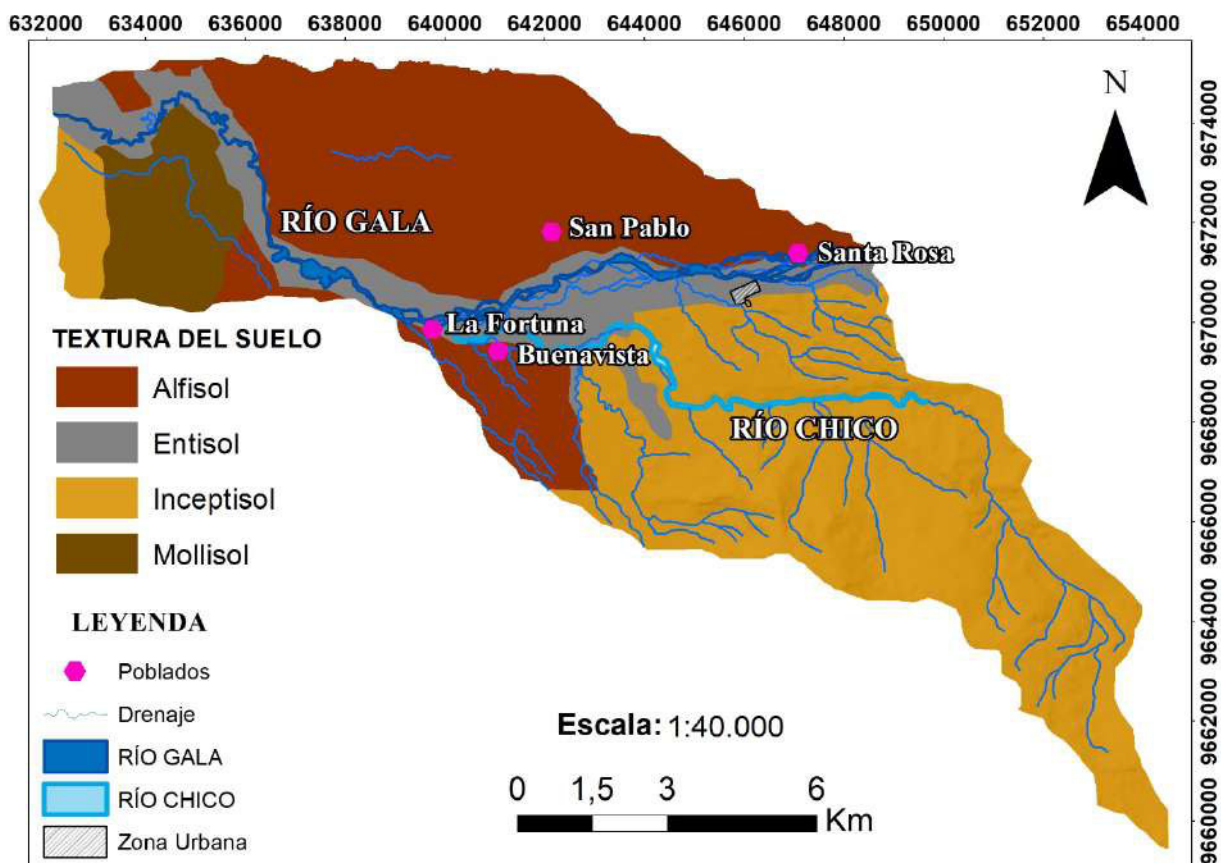 632000 634000 636000 638000 640000 642000 644000 646000 648000 650000 652000 654000
N
9674000
RÍO GALA
San Pablo
9672000
Santa Rosa
La Fortuna
9670000
TEXTURA DEL SUELO
Buenavista
Alfisol
RÍO CHICO
9668000
Entisol
Inceptisol
9666000
Mollisol
LEYENDA
9664000
Poblados
Drenaje
Escala: 1:40.000
9662000
RÍO GALA
0 1,5 3 6
RÍO CHICO
Km
9660000
Zona Urbana